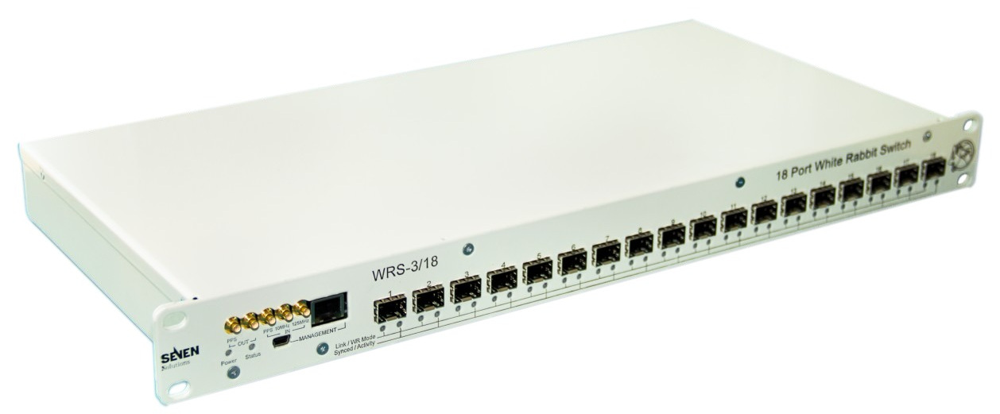 18 Port White Rabbit Switch
WRS-3/18
1 2 3 4 5 6 7 8 9 10 11 12 13 14 15 16 17 18
PPS PPS 10MHz 125MHz
OUT IN MANAGEMENT
Link / WR Mode
Synced / Activity
SEVEN
Solutions
Power Status